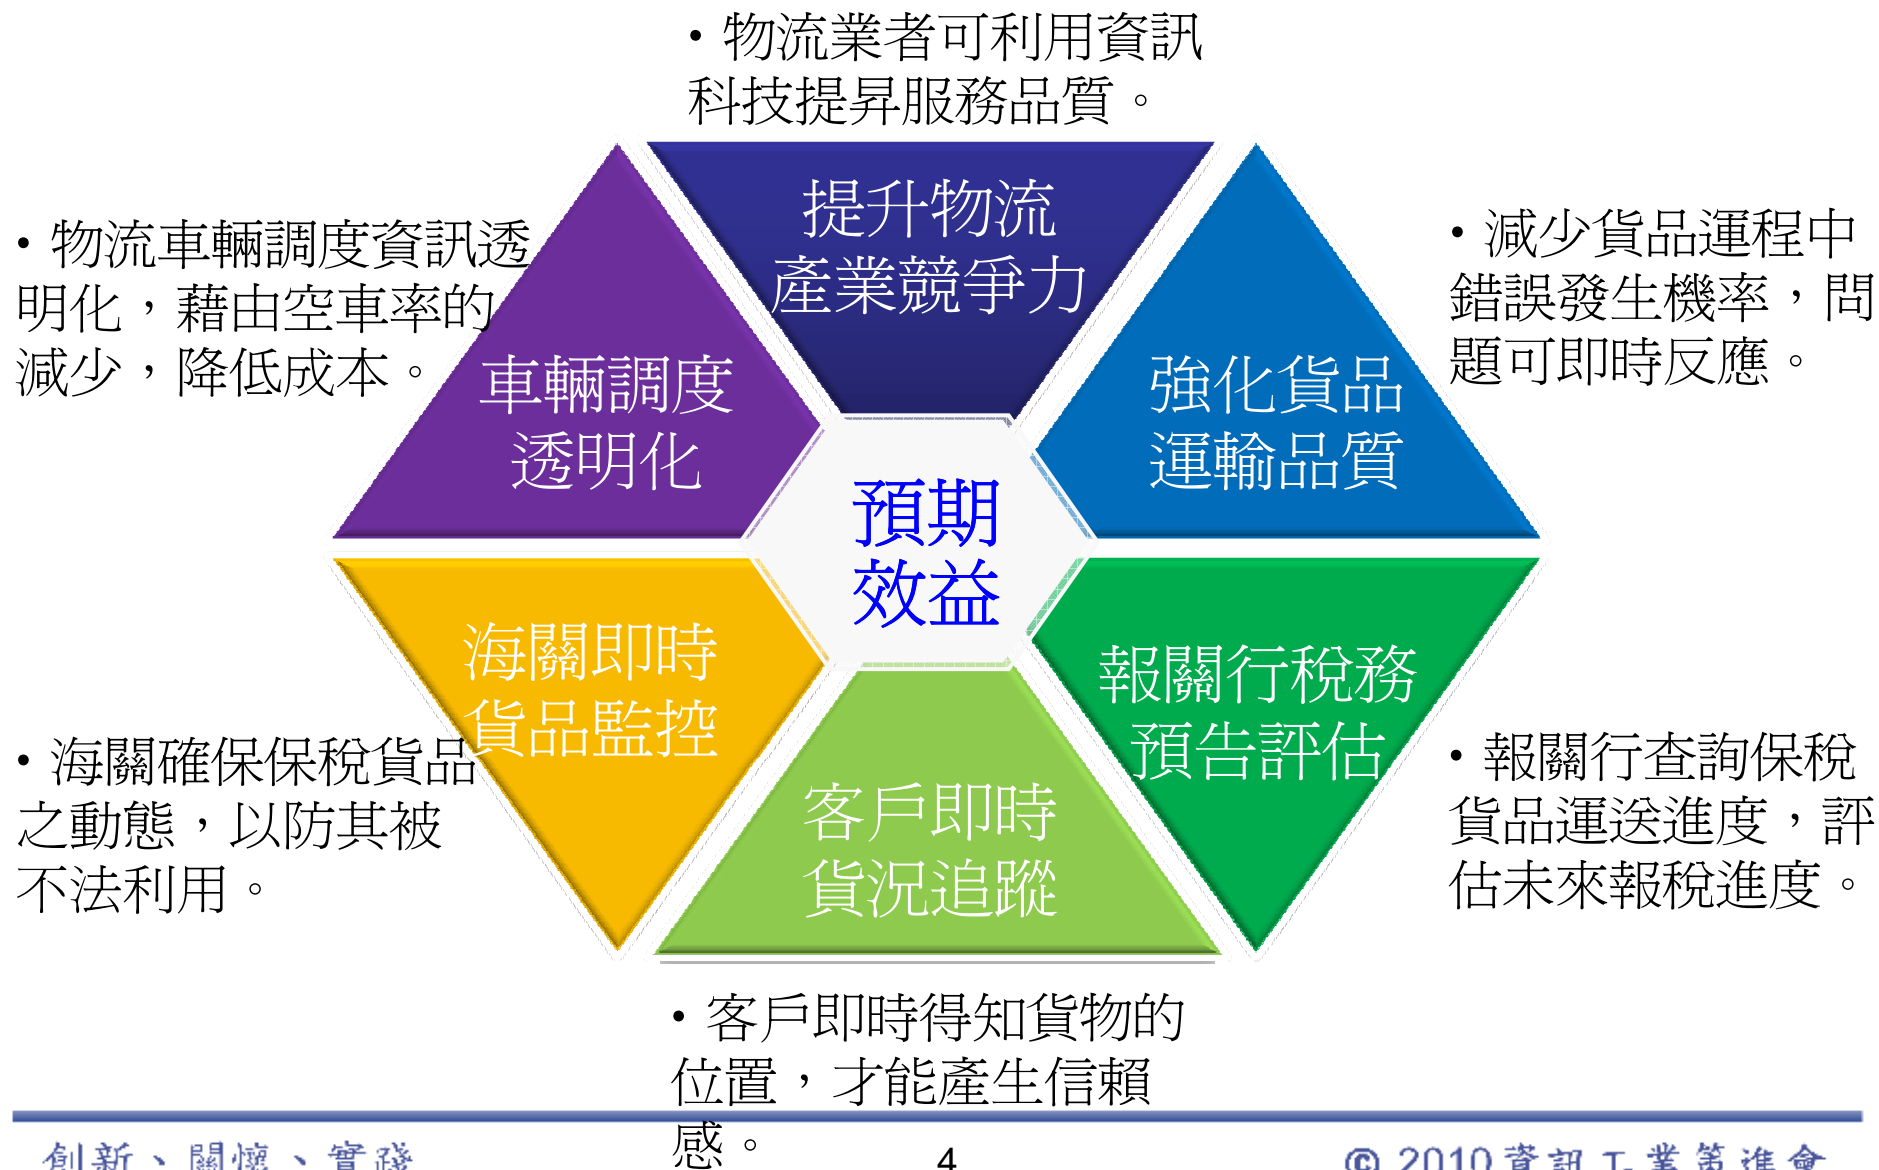 • 物流業者可利用資訊
科技提昇服務品質。
提升物流
產業競爭力
• 物流車輛調度資訊透
明化，藉由空車率的
減少，降低成本。
車輛調度
透明化
• 減少貨品運程中
錯誤發生機率，問
題可即時反應。
強化貨品
運輸品質
預期
效益
海關即時
貨品監控
• 海關確保保稅貨品
之動態，以防其被
不法利用。
報關行稅務
預告評估
• 報關行查詢保稅
貨品運送進度，評
估未來報稅進度。
客戶即時
貨況追蹤
• 客戶即時得知貨物的
位置，才能產生信賴
感。
創新、關懷、實踐
4
© 2010 資訊工業策進會